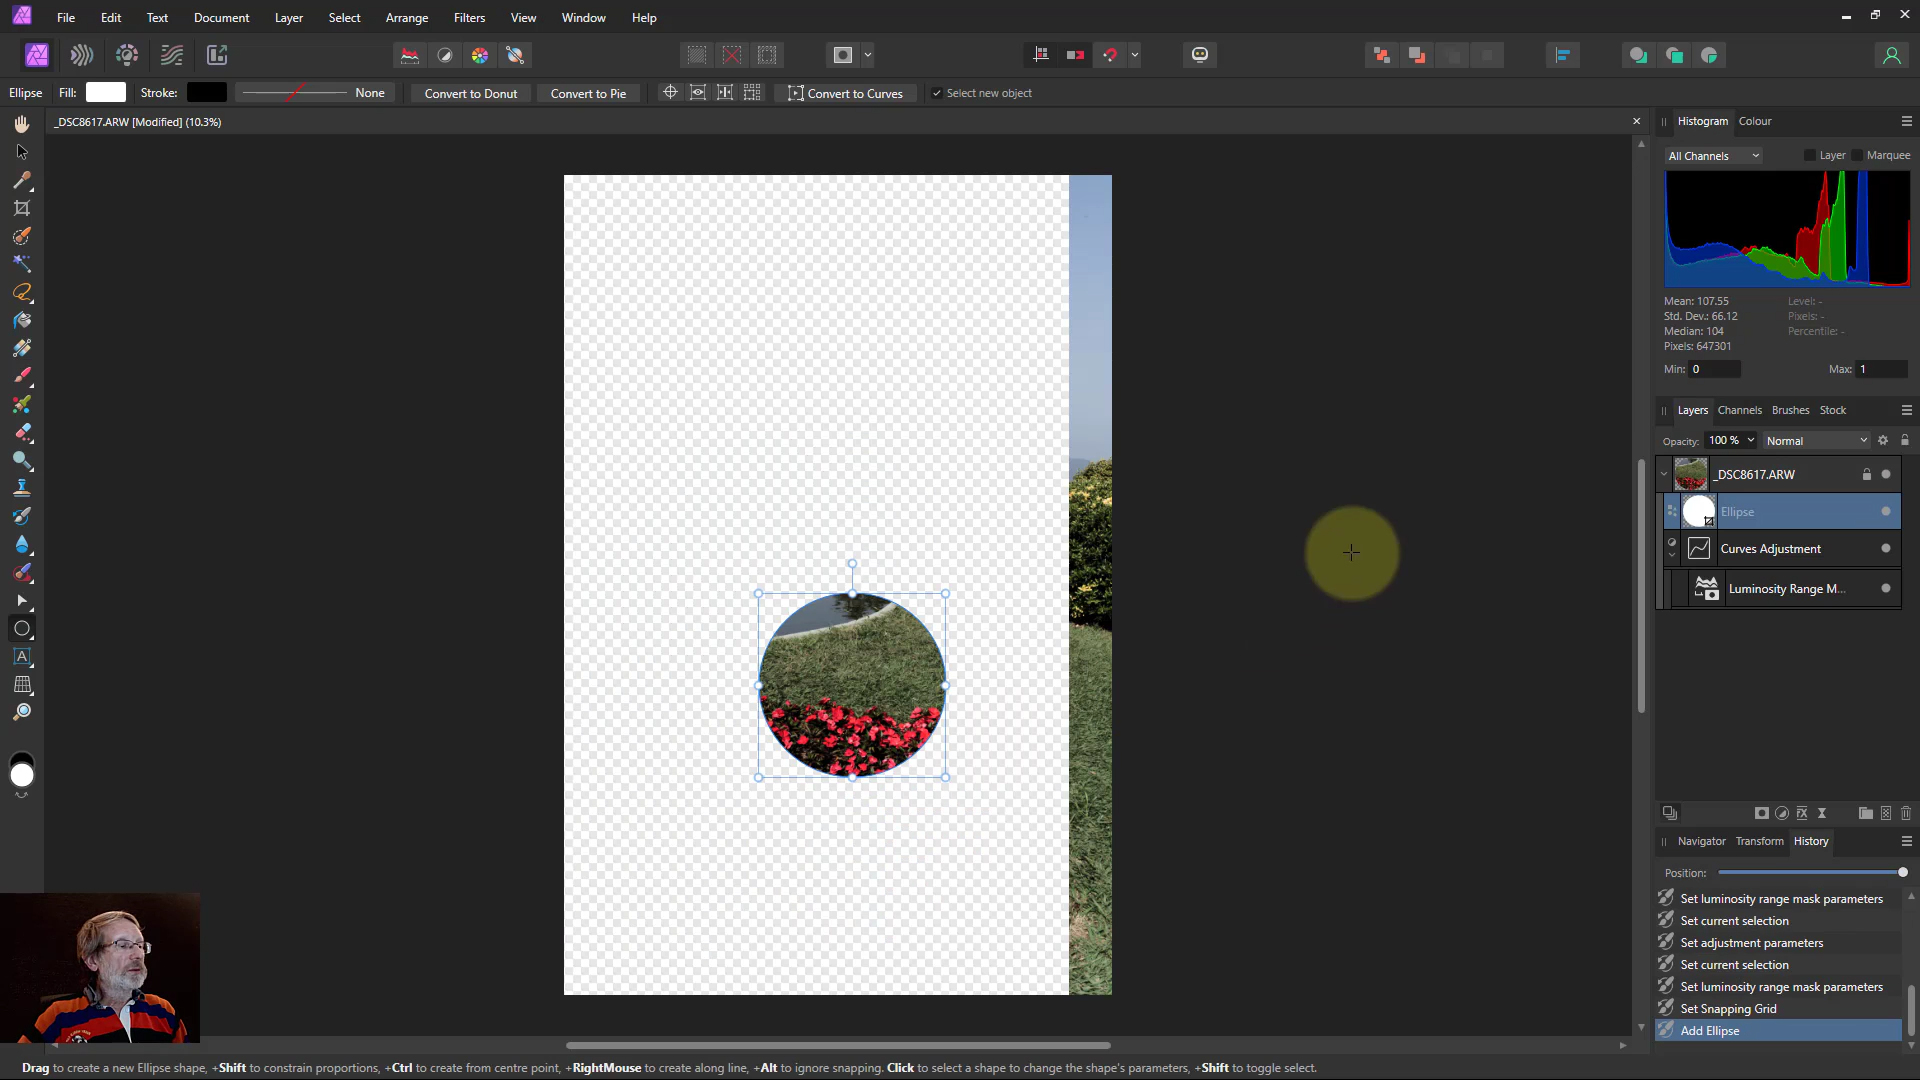 File Edit Text Document Layer Select Arrange Filters View Window Help
Ellipse Fill: Stroke: None Convert to Donut Convert to Pie Convert to Curves Select new object
_DSC8617.ARW [Modified] (10.3%)
Histogram Colour
All Channels Layer Marquee
Mean: 107.55 Level: -
Std. Dev.: 66.12 Pixels: -
Median: 104 Percentile: -
Pixels: 647301
Min: 0 Max: 1
Layers Channels Brushes Stock
Opacity: 100 % Normal
_DSC8617.ARW
Ellipse
Curves Adjustment
Luminosity Range M...
Navigator Transform History
Position:
Set luminosity range mask parameters
Set current selection
Set adjustment parameters
Set current selection
Set luminosity range mask parameters
Set Snapping Grid
Add Ellipse
Drag to create a new Ellipse shape, +Shift to constrain proportions, +Ctrl to create from centre point, +RightMouse to create along line, +Alt to ignore snapping. Click to select a shape to change the shape's parameters, +Shift to toggle select.